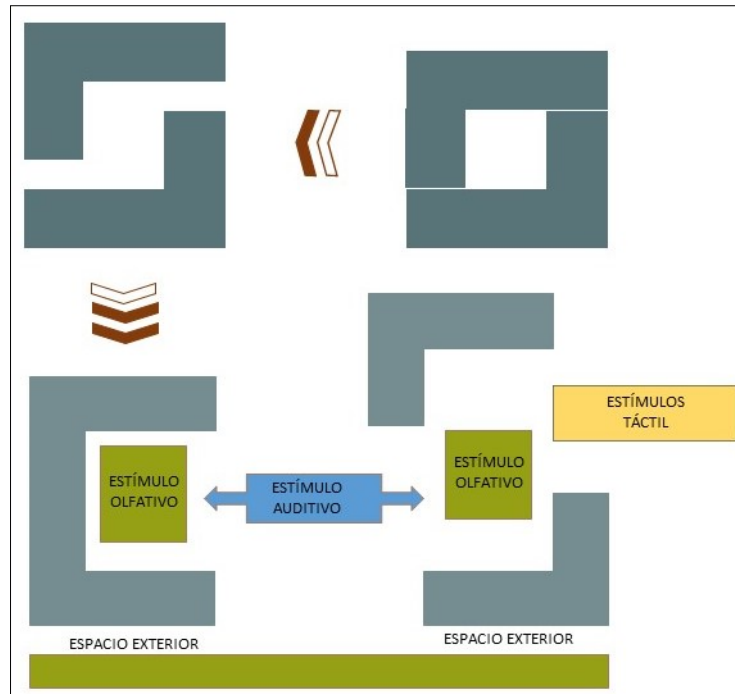 ESTÍMULOS
TÁCTIL
ESTÍMULO
OLFATIVO
ESTÍMULO
AUDITIVO
ESTÍMULO
OLFATIVO
ESPACIO EXTERIOR
ESPACIO EXTERIOR